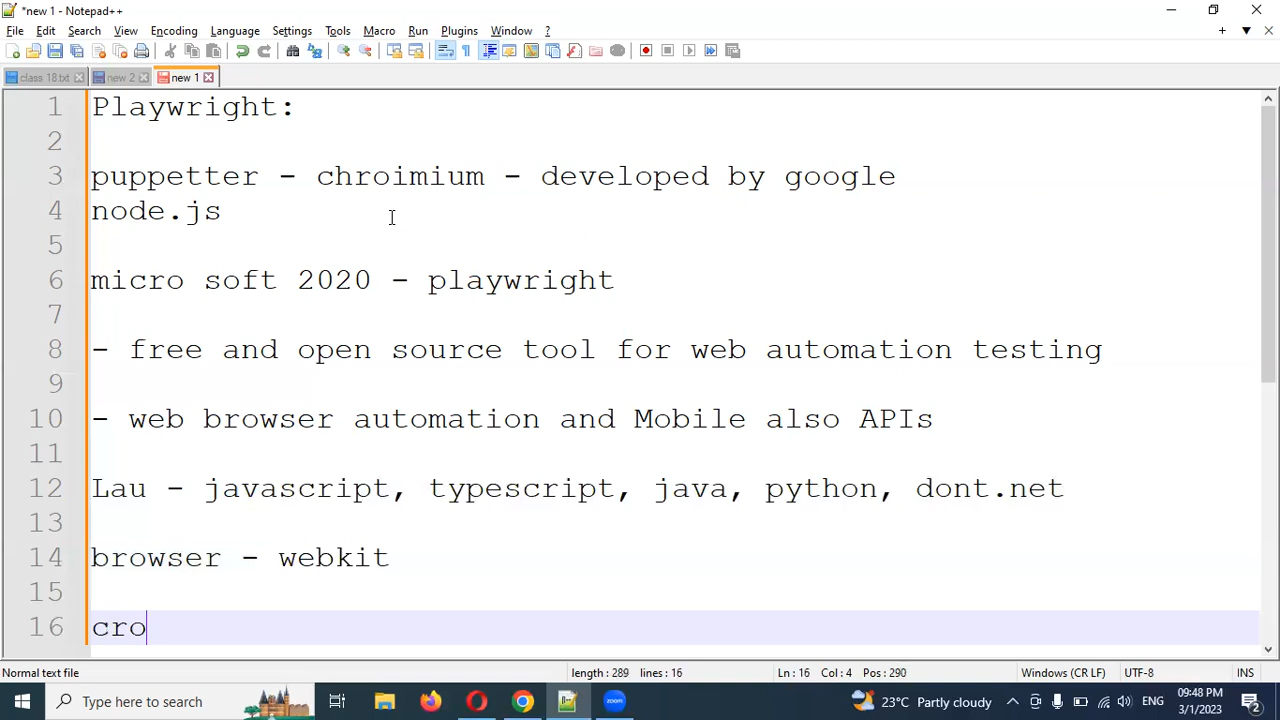 *new 1 - Notepad++
File Edit Search View Encoding Language Settings Tools Macro Run Plugins Window ?
class 18.txt new 2 new 1
1 Playwright:
2
3 puppetter - chroimium - developed by google
4 node.js
5
6 micro soft 2020 - playwright
7
8 - free and open source tool for web automation testing
9
10 - web browser automation and Mobile also APIs
11
12 Lau - javascript, typescript, java, python, dont.net
13
14 browser - webkit
15
16 cro
Normal text file length : 289 lines : 16 Ln : 16 Col : 4 Pos : 290 Windows (CR LF) UTF-8 INS
Type here to search zoom 23°C Partly cloudy ENG 09:48 PM
3/1/2023 2